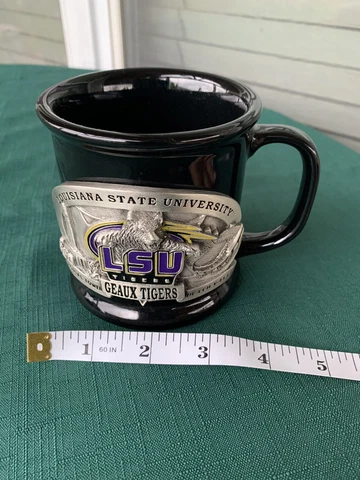 LOUISIANA STATE UNIVERSITY
LSU
TIGERS
GEAUX TIGERS
1 60 IN 2 3 4 5